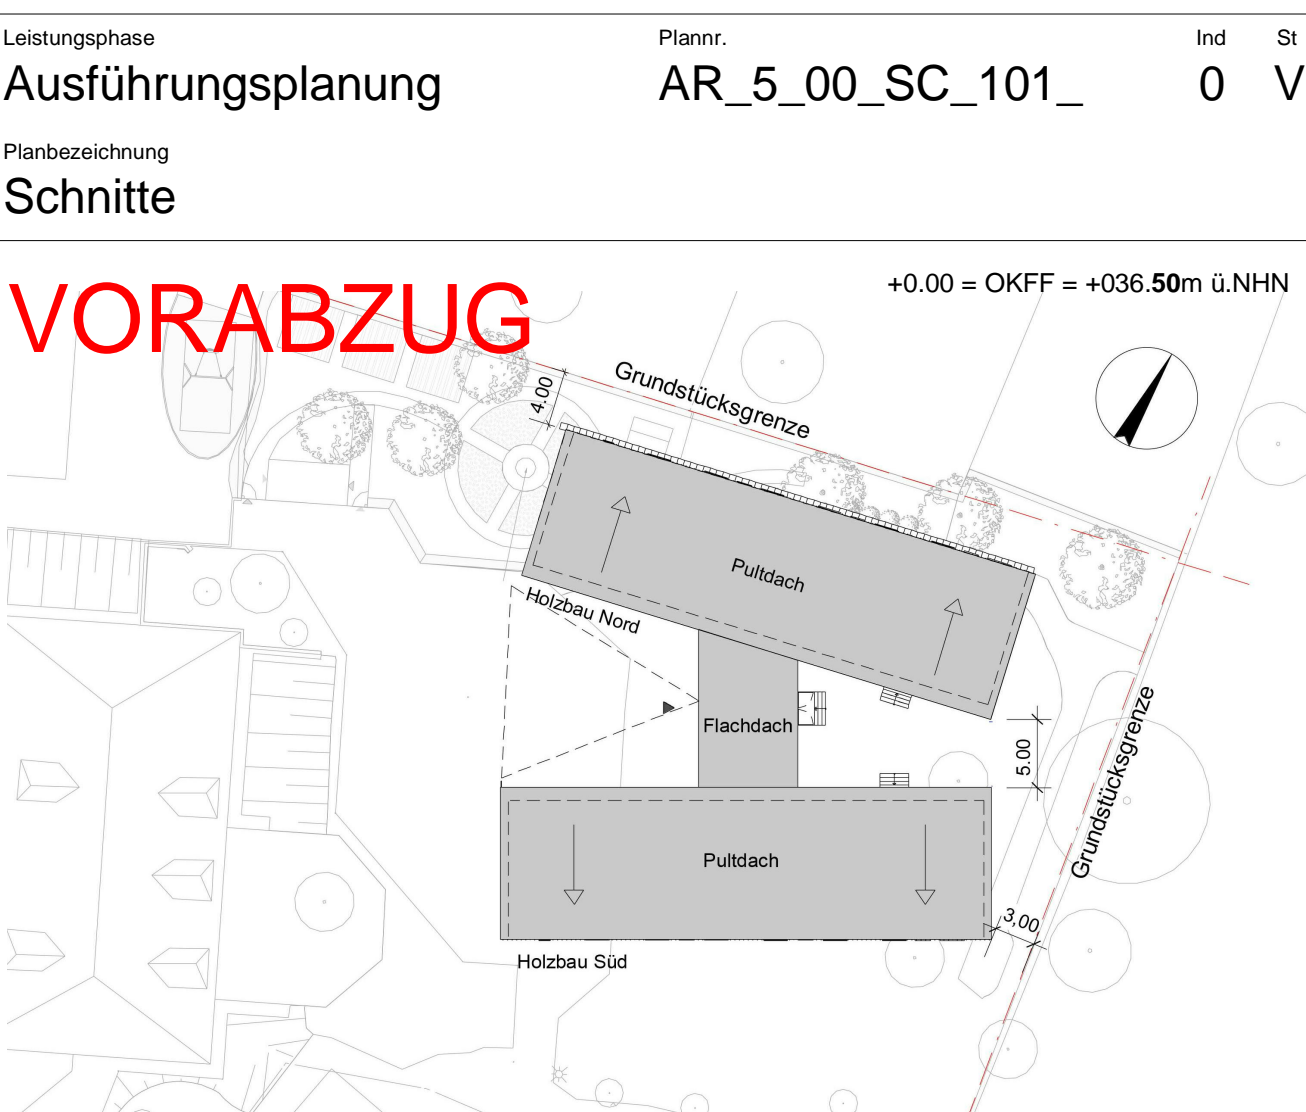 Leistungsphase
Plannr.
Ind
St
Ausführungsplanung
AR_5_00_SC_101_
0
V
Planbezeichnung
Schnitte
VORABZUG
+0.00 = OKFF = +036.50m ü.NHN
4.00
Grundstücksgrenze
Pultdach
Holzbau Nord
Flachdach
5.00
Grundstücksgrenze
Pultdach
3,00
Holzbau Süd